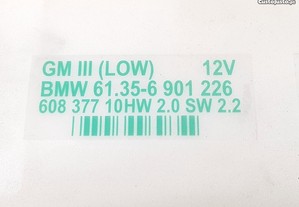 GM III (LOW) 12V
BMW 61.35-6 901 226
608 377 10HW 2.0 SW 2.2